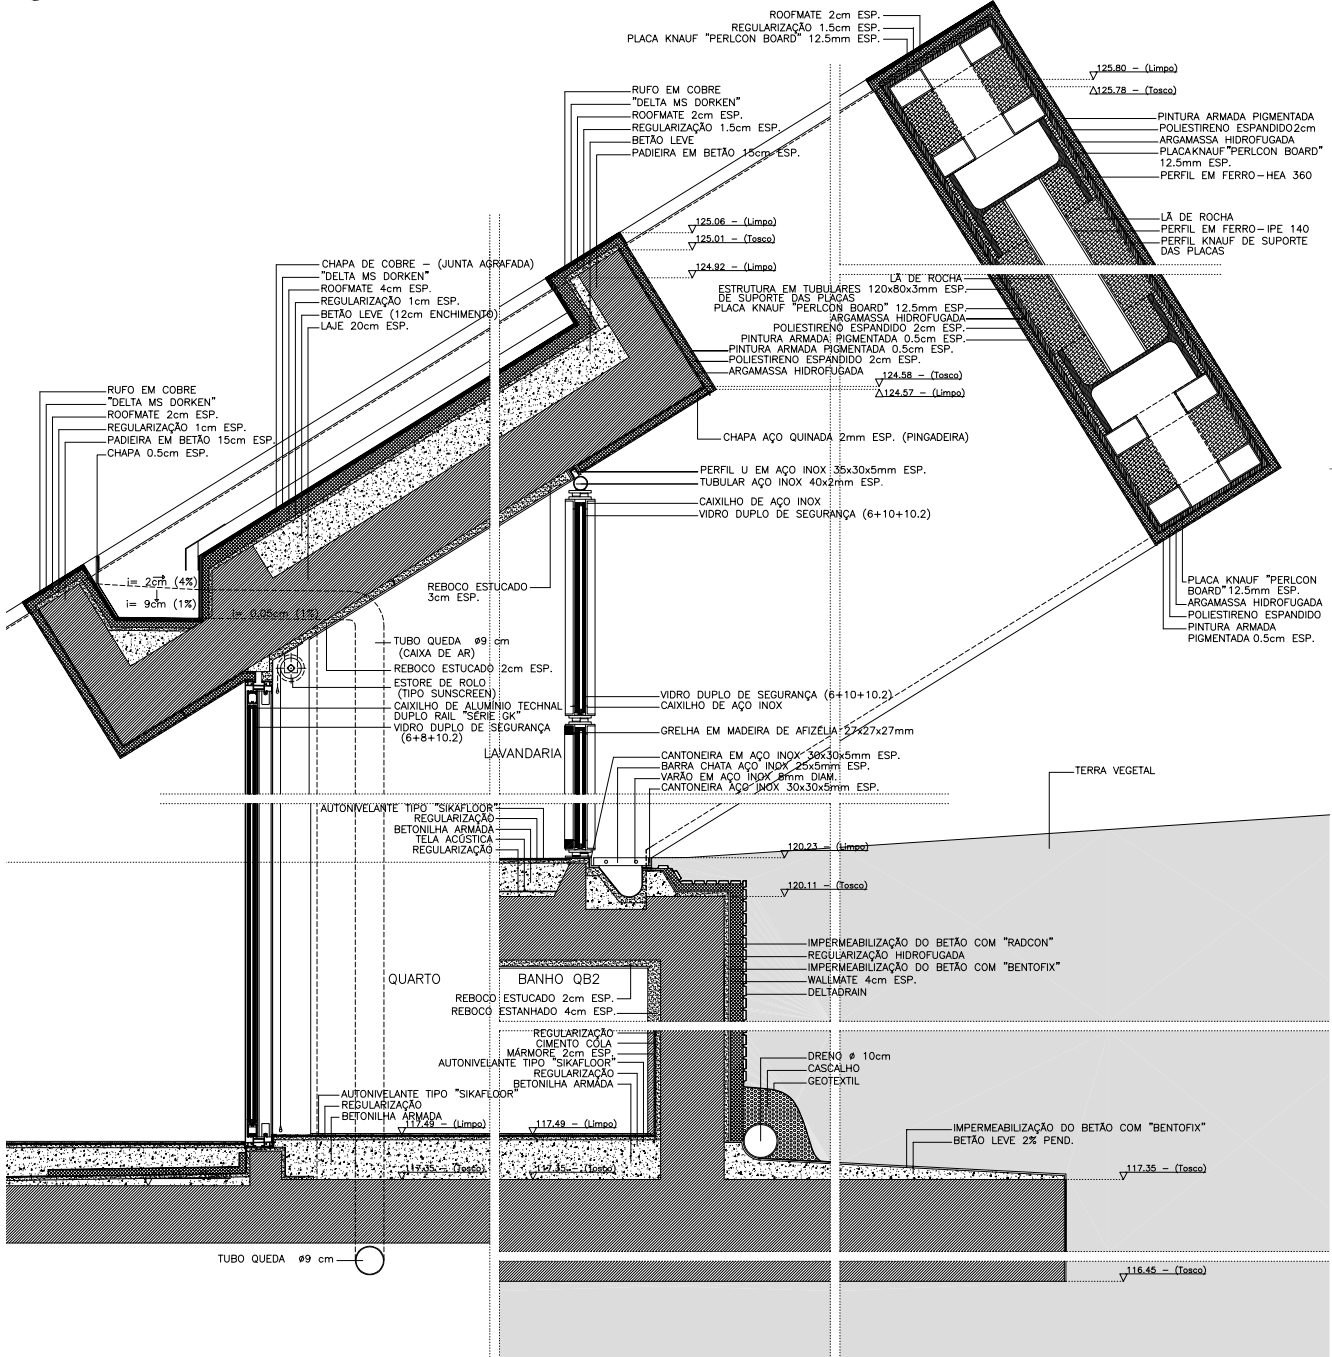 ROOFMATE 2cm ESP.
REGULARIZAÇÃO 1.5cm ESP.
PLACA KNAUF "PERLCON BOARD" 12.5mm ESP.
125.80 - (Limpo)
125.78 - (Tosco)
RUFO EM COBRE
"DELTA MS DORKEN"
ROOFMATE 2cm ESP.
REGULARIZAÇÃO 1.5cm ESP.
BETÃO LEVE
PADIEIRA EM BETÃO 15cm ESP.
PINTURA ARMADA PIGMENTADA
POLIESTIRENO ESPANDIDO2cm
ARGAMASSA HIDROFUGADA
PLACAKNAUF"PERLCON BOARD"
12.5mm ESP.
PERFIL EM FERRO-HEA 360
LÃ DE ROCHA
PERFIL EM FERRO-IPE 140
PERFIL KNAUF DE SUPORTE
DAS PLACAS
125.06 - (Limpo)
125.01 - (Tosco)
124.92 - (Limpo)
CHAPA DE COBRE - (JUNTA AGRAFADA)
"DELTA MS DORKEN"
ROOFMATE 4cm ESP.
REGULARIZAÇÃO 1cm ESP.
BETÃO LEVE (12cm ENCHIMENTO)
LAJE 20cm ESP.
LÃ DE ROCHA
ESTRUTURA EM TUBULARES 120x80x3mm ESP.
DE SUPORTE DAS PLACAS
PLACA KNAUF "PERLCON BOARD" 12.5mm ESP.
ARGAMASSA HIDROFUGADA
POLIESTIRENO ESPANDIDO 2cm ESP.
PINTURA ARMADA PIGMENTADA 0.5cm ESP.
PINTURA ARMADA PIGMENTADA 0.5cm ESP.
POLIESTIRENO ESPANDIDO 2cm ESP.
ARGAMASSA HIDROFUGADA
124.58 - (Tosco)
124.57 - (Limpo)
RUFO EM COBRE
"DELTA MS DORKEN"
ROOFMATE 2cm ESP.
REGULARIZAÇÃO 1cm ESP.
PADIEIRA EM BETÃO 15cm ESP.
CHAPA 0.5cm ESP.
CHAPA AÇO QUINADA 2mm ESP. (PINGADEIRA)
PERFIL U EM AÇO INOX 35x30x5mm ESP.
TUBULAR AÇO INOX 40x2mm ESP.
CAIXILHO DE AÇO INOX
VIDRO DUPLO DE SEGURANÇA (6+10+10.2)
i= 2cm (4%)
i= 9cm (1%)
i= 0.05cm (1%)
REBOCO ESTUCADO
3cm ESP.
PLACA KNAUF "PERLCON
BOARD"12.5mm ESP.
ARGAMASSA HIDROFUGADA
POLIESTIRENO ESPANDIDO
PINTURA ARMADA
PIGMENTADA 0.5cm ESP.
TUBO QUEDA ø9 cm
(CAIXA DE AR)
REBOCO ESTUCADO 2cm ESP.
ESTORE DE ROLO
(TIPO SUNSCREEN)
CAIXILHO DE ALUMÍNIO TECHNAL
DUPLO RAIL "SÉRIE GK"
VIDRO DUPLO DE SEGURANÇA
(6+8+10.2)
VIDRO DUPLO DE SEGURANÇA (6+10+10.2)
CAIXILHO DE AÇO INOX
GRELHA EM MADEIRA DE AFIZÉLIA 27x27x27mm
LAVANDARIA
CANTONEIRA EM AÇO INOX 30x30x5mm ESP.
BARRA CHATA AÇO INOX 25x5mm ESP.
VARÃO EM AÇO INOX 8mm DIAM.
CANTONEIRA AÇO INOX 30x30x5mm ESP.
TERRA VEGETAL
AUTONIVELANTE TIPO "SIKAFLOOR"
REGULARIZAÇÃO
BETONILHA ARMADA
TELA ACÚSTICA
REGULARIZAÇÃO
120.23 - (Limpo)
120.11 - (Tosco)
IMPERMEABILIZAÇÃO DO BETÃO COM "RADCON"
REGULARIZAÇÃO HIDROFUGADA
IMPERMEABILIZAÇÃO DO BETÃO COM "BENTOFIX"
WALLMATE 4cm ESP.
DELTADRAIN
QUARTO
BANHO QB2
REBOCO ESTUCADO 2cm ESP.
REBOCO ESTANHADO 4cm ESP.
REGULARIZAÇÃO
CIMENTO COLA
MÁRMORE 2cm ESP.
AUTONIVELANTE TIPO "SIKAFLOOR"
REGULARIZAÇÃO
BETONILHA ARMADA
DRENO ø 10cm
CASCALHO
GEOTEXTIL
AUTONIVELANTE TIPO "SIKAFLOOR"
REGULARIZAÇÃO
BETONILHA ARMADA
117.49 - (Limpo)
117.49 - (Limpo)
IMPERMEABILIZAÇÃO DO BETÃO COM "BENTOFIX"
BETÃO LEVE 2% PEND.
117.35 - (Tosco)
117.35 - (Tosco)
117.35 - (Tosco)
TUBO QUEDA ø9 cm
116.45 - (Tosco)